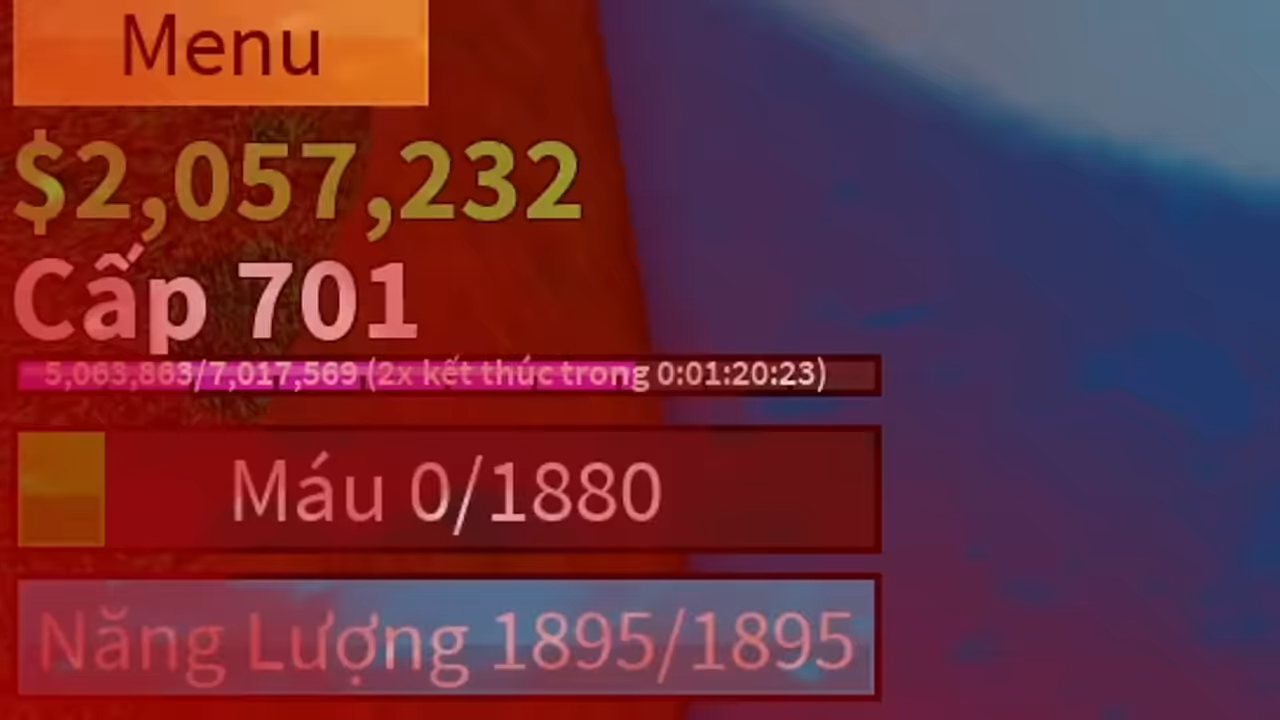 Menu
$2,057,232
Cấp 701
5,063,863/7,017,569 (2x kết thúc trong 0:01:20:23)
Máu 0/1880
Năng Lượng 1895/1895